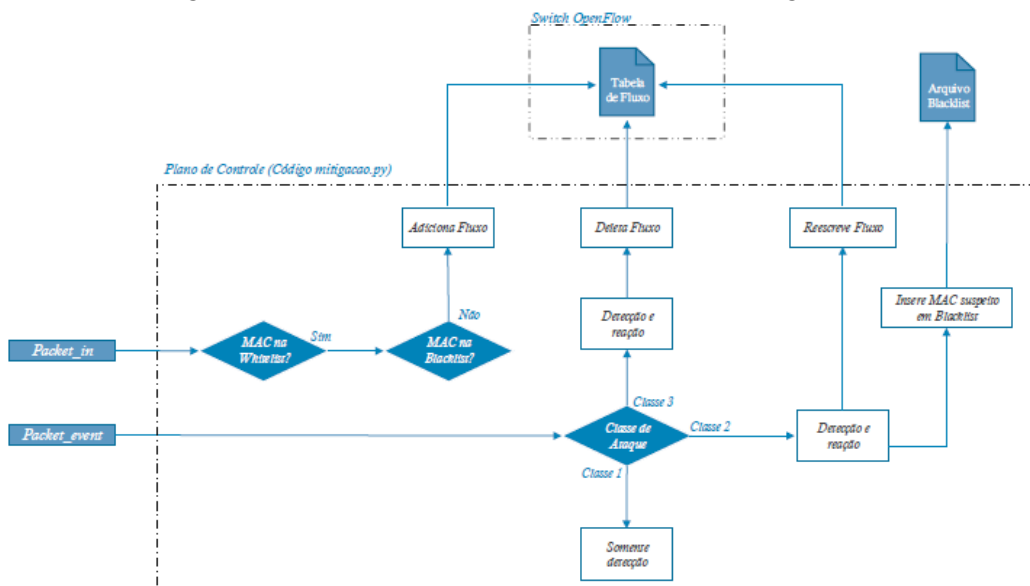 Switch OpenFlow
Tabela
de Fluxo
Arquivo
Blacklist
Plano de Controle (Código mitigacao.py)
Adiciona Fluxo
Deleta Fluxo
Reescreve Fluxo
Detecção e
reação
Insere MAC suspeito
em Blacklist
Packet_in
MAC na
Whitelist?
Sim
MAC na
Blacklist?
Não
Packet_event
Classe de
Ataque
Classe 3
Classe 2
Detecção e
reação
Classe 1
Somente
detecção